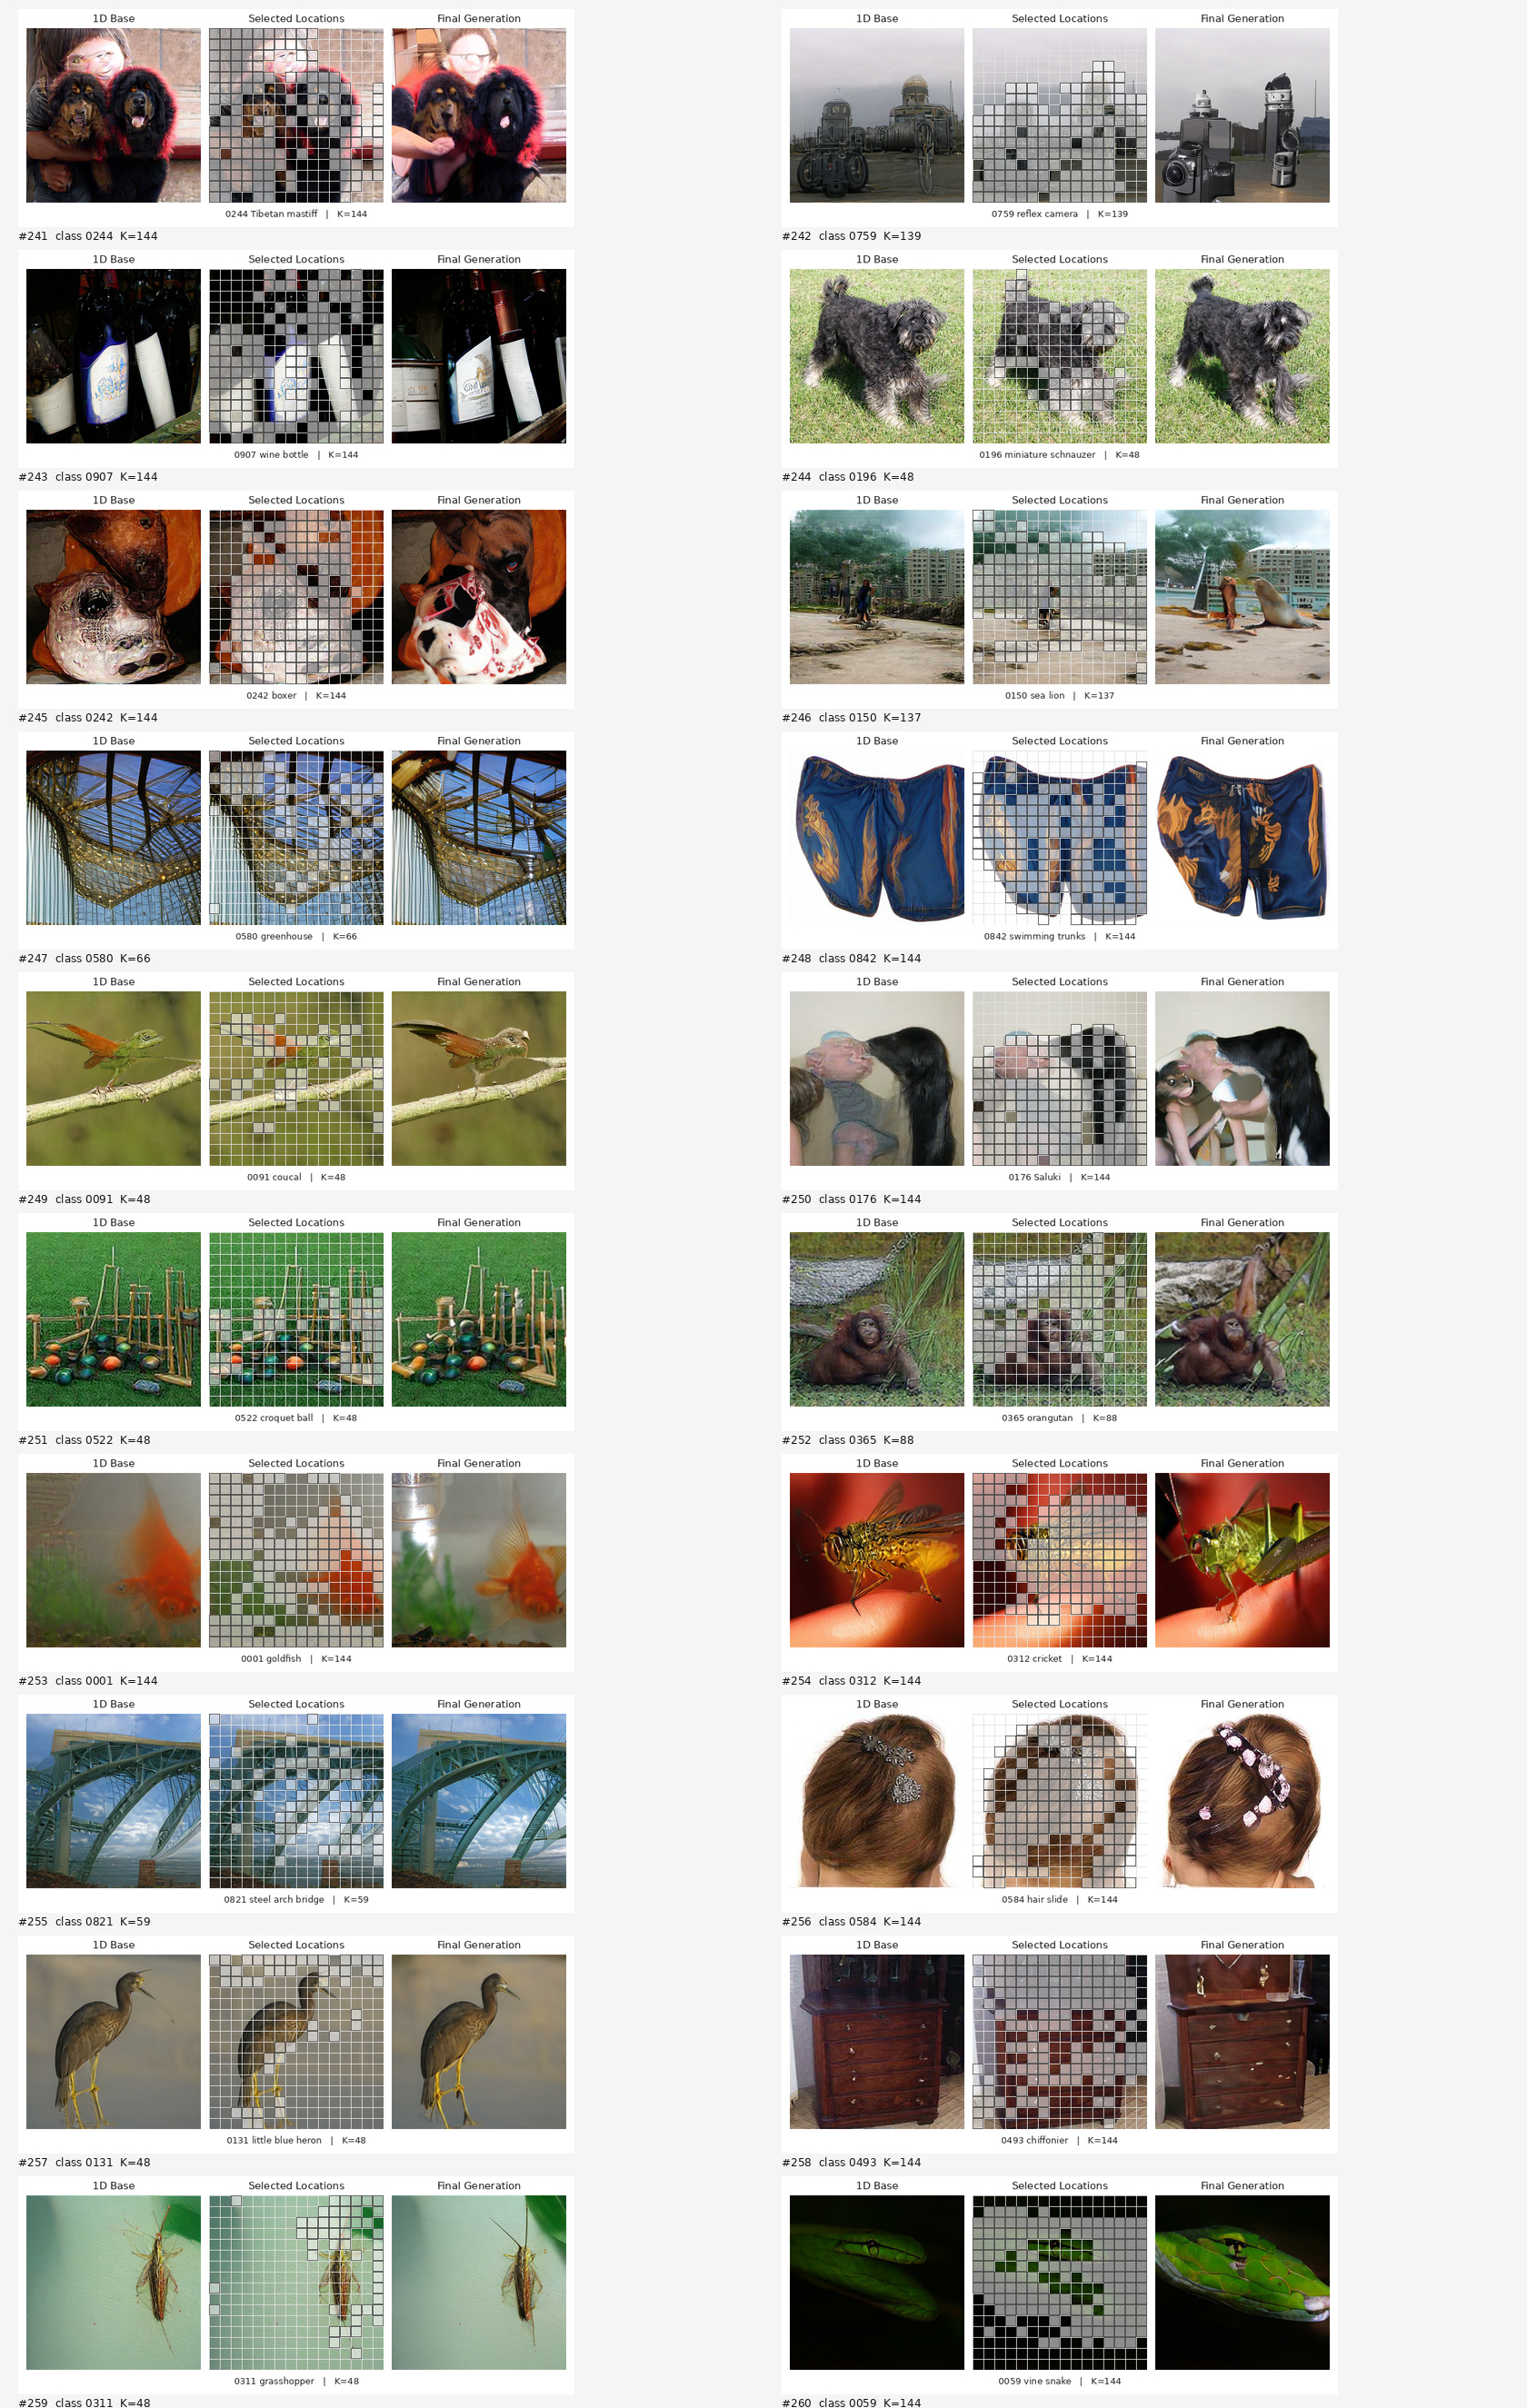 1D Base Selected Locations Final Generation
0244 Tibetan mastiff | K=144
#241 class 0244 K=144
1D Base Selected Locations Final Generation
0759 reflex camera | K=139
#242 class 0759 K=139
1D Base Selected Locations Final Generation
0907 wine bottle | K=144
#243 class 0907 K=144
1D Base Selected Locations Final Generation
0196 miniature schnauzer | K=48
#244 class 0196 K=48
1D Base Selected Locations Final Generation
0242 boxer | K=144
#245 class 0242 K=144
1D Base Selected Locations Final Generation
0150 sea lion | K=137
#246 class 0150 K=137
1D Base Selected Locations Final Generation
0580 greenhouse | K=66
#247 class 0580 K=66
1D Base Selected Locations Final Generation
0842 swimming trunks | K=144
#248 class 0842 K=144
1D Base Selected Locations Final Generation
0091 coucal | K=48
#249 class 0091 K=48
1D Base Selected Locations Final Generation
0176 Saluki | K=144
#250 class 0176 K=144
1D Base Selected Locations Final Generation
0522 croquet ball | K=48
#251 class 0522 K=48
1D Base Selected Locations Final Generation
0365 orangutan | K=88
#252 class 0365 K=88
1D Base Selected Locations Final Generation
0001 goldfish | K=144
#253 class 0001 K=144
1D Base Selected Locations Final Generation
0312 cricket | K=144
#254 class 0312 K=144
1D Base Selected Locations Final Generation
0821 steel arch bridge | K=59
#255 class 0821 K=59
1D Base Selected Locations Final Generation
0584 hair slide | K=144
#256 class 0584 K=144
1D Base Selected Locations Final Generation
0131 little blue heron | K=48
#257 class 0131 K=48
1D Base Selected Locations Final Generation
0493 chiffonier | K=144
#258 class 0493 K=144
1D Base Selected Locations Final Generation
0311 grasshopper | K=48
#259 class 0311 K=48
1D Base Selected Locations Final Generation
0059 vine snake | K=144
#260 class 0059 K=144